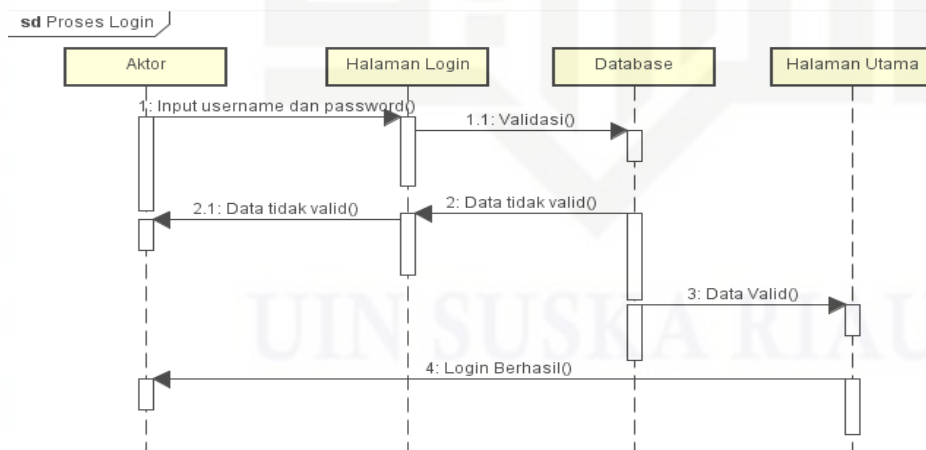 sd Proses Login
Aktor
Halaman Login
Database
Halaman Utama
1: Input username dan password()
1.1: Validasi()
2: Data tidak valid()
2.1: Data tidak valid()
3: Data Valid()
4: Login Berhasil()
UIN SUSKA RIAU